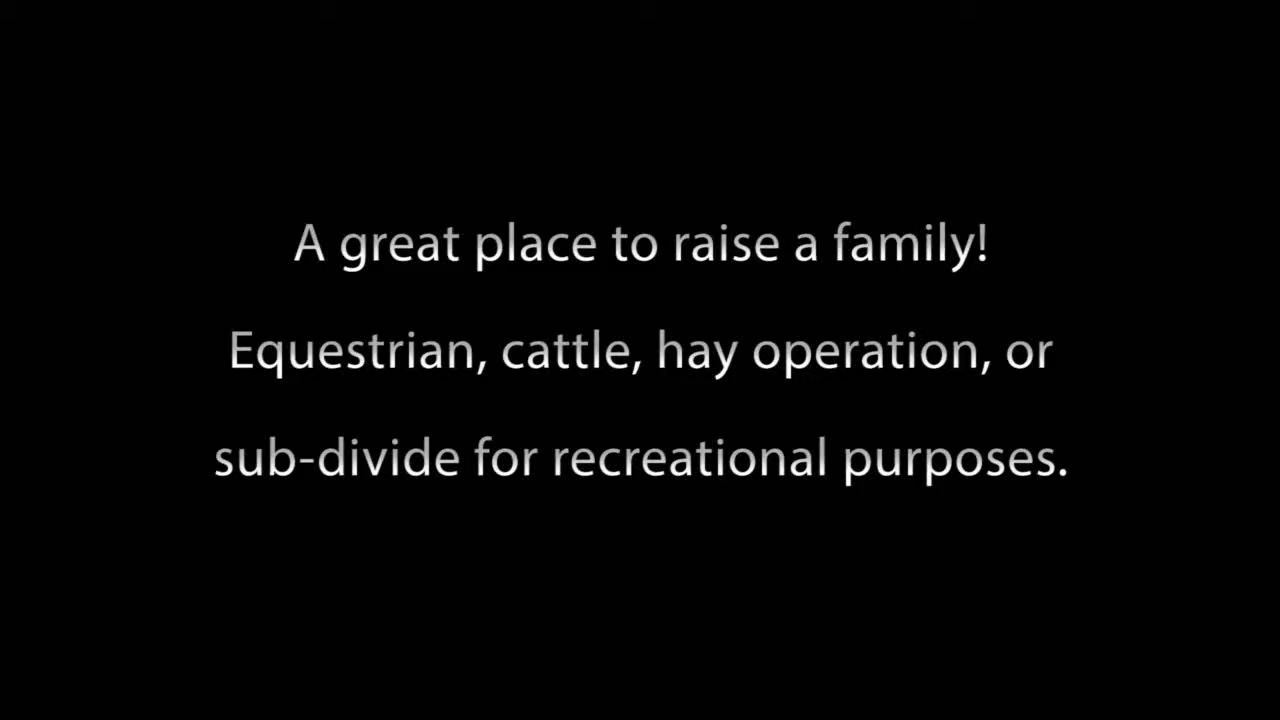 A great place to raise a family!
Equestrian, cattle, hay operation, or
sub-divide for recreational purposes.